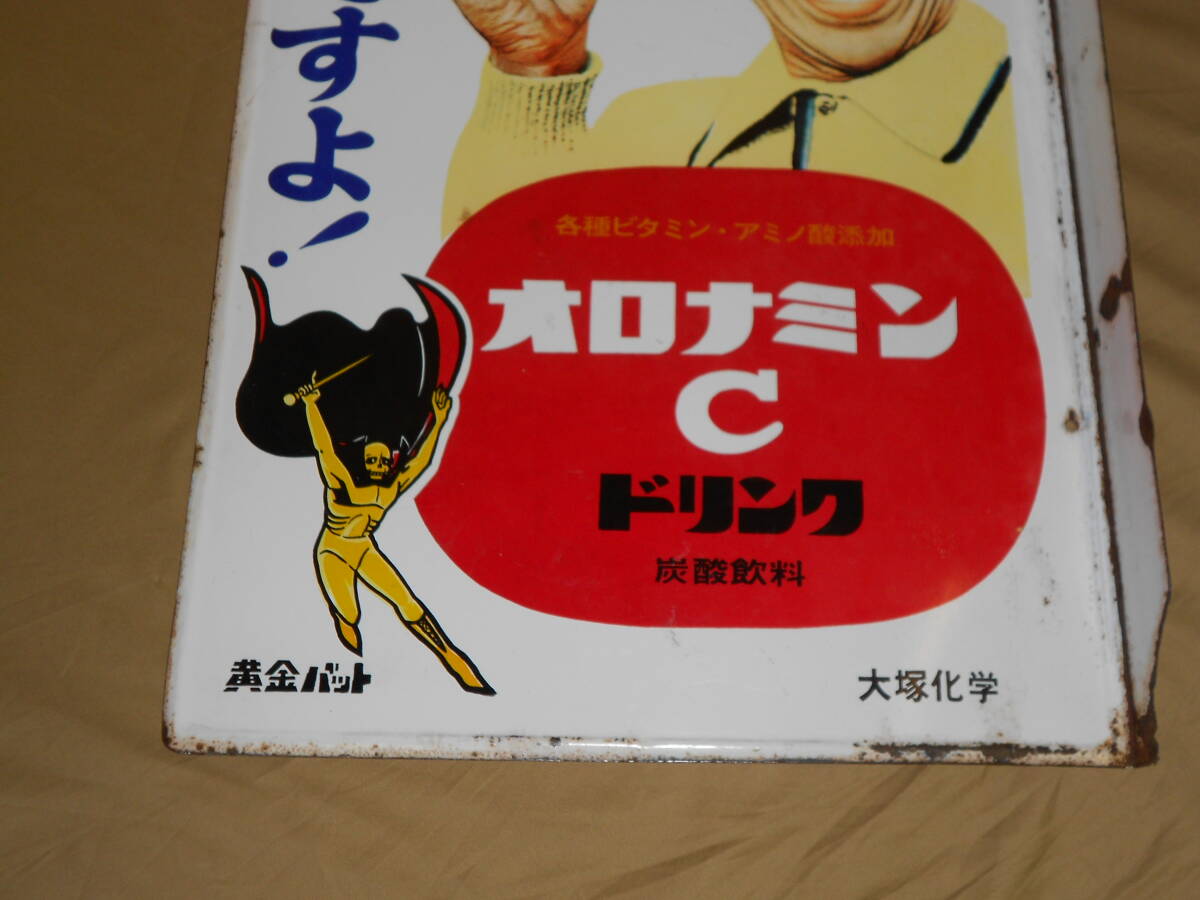 すよ!
各種ビタミン・アミノ酸添加
オロナミン
C
ドリンク
炭酸飲料
黄金バット
大塚化学